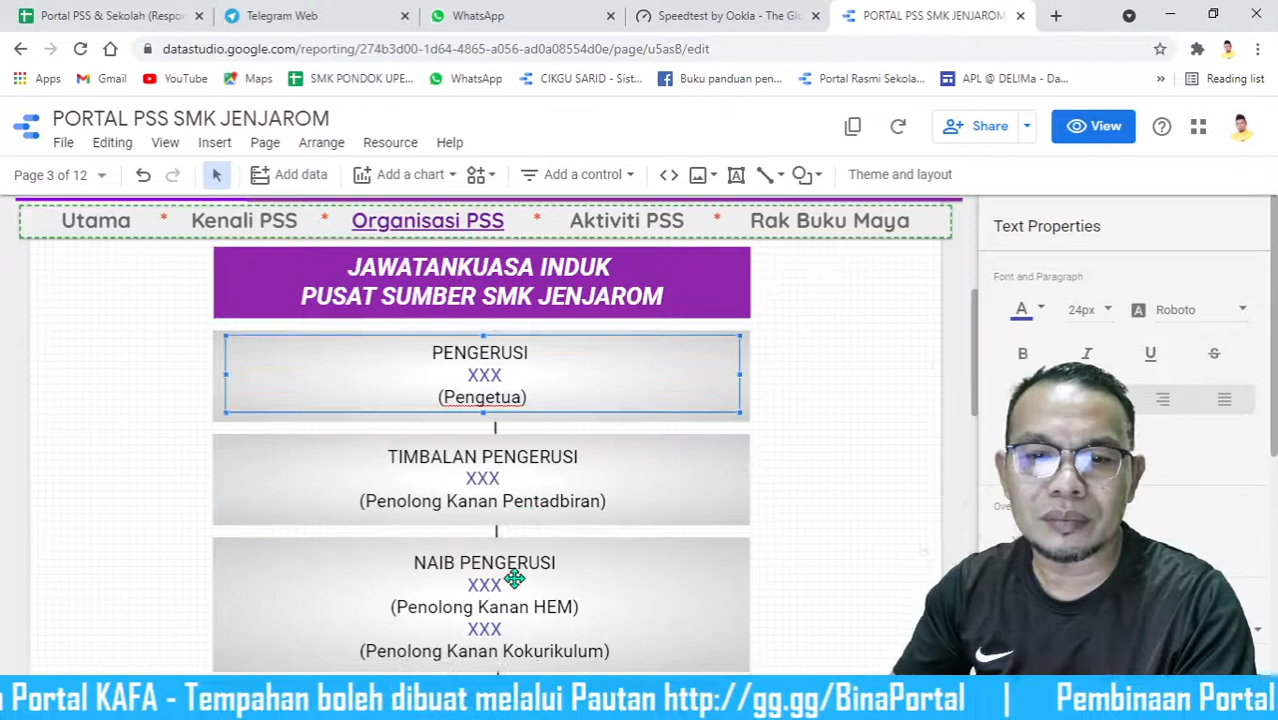 Portal PSS & Sekolah (Respon
Telegram Web
WhatsApp
Speedtest by Ookla - The Glo
PORTAL PSS SMK JENJAROM
datastudio.google.com/reporting/274b3d00-1d64-4865-a056-ad0a08554d0e/page/u5asB/edit
Apps
Gmail
YouTube
Maps
SMK PONDOK UPE...
WhatsApp
CIKGU SARID - Sist...
Buku panduan pen...
Portal Rasmi Sekola...
APL @ DELIMa - Da...
Reading list
PORTAL PSS SMK JENJAROM
File Editing View Insert Page Arrange Resource Help
Share
View
Page 3 of 12
Add data
Add a chart
Add a control
Theme and layout
Utama * Kenali PSS * Organisasi PSS * Aktiviti PSS * Rak Buku Maya
Text Properties
JAWATANKUASA INDUK
PUSAT SUMBER SMK JENJAROM
Font and Paragraph
A 24px Roboto
B I U S
PENGERUSI
XXX
(Pengetua)
TIMBALAN PENGERUSI
XXX
(Penolong Kanan Pentadbiran)
NAIB PENGERUSI
XXX
(Penolong Kanan HEM)
XXX
(Penolong Kanan Kokurikulum)
Portal KAFA - Tempahan boleh dibuat melalui Pautan http://gg.gg/BinaPortal | Pembinaan Portal